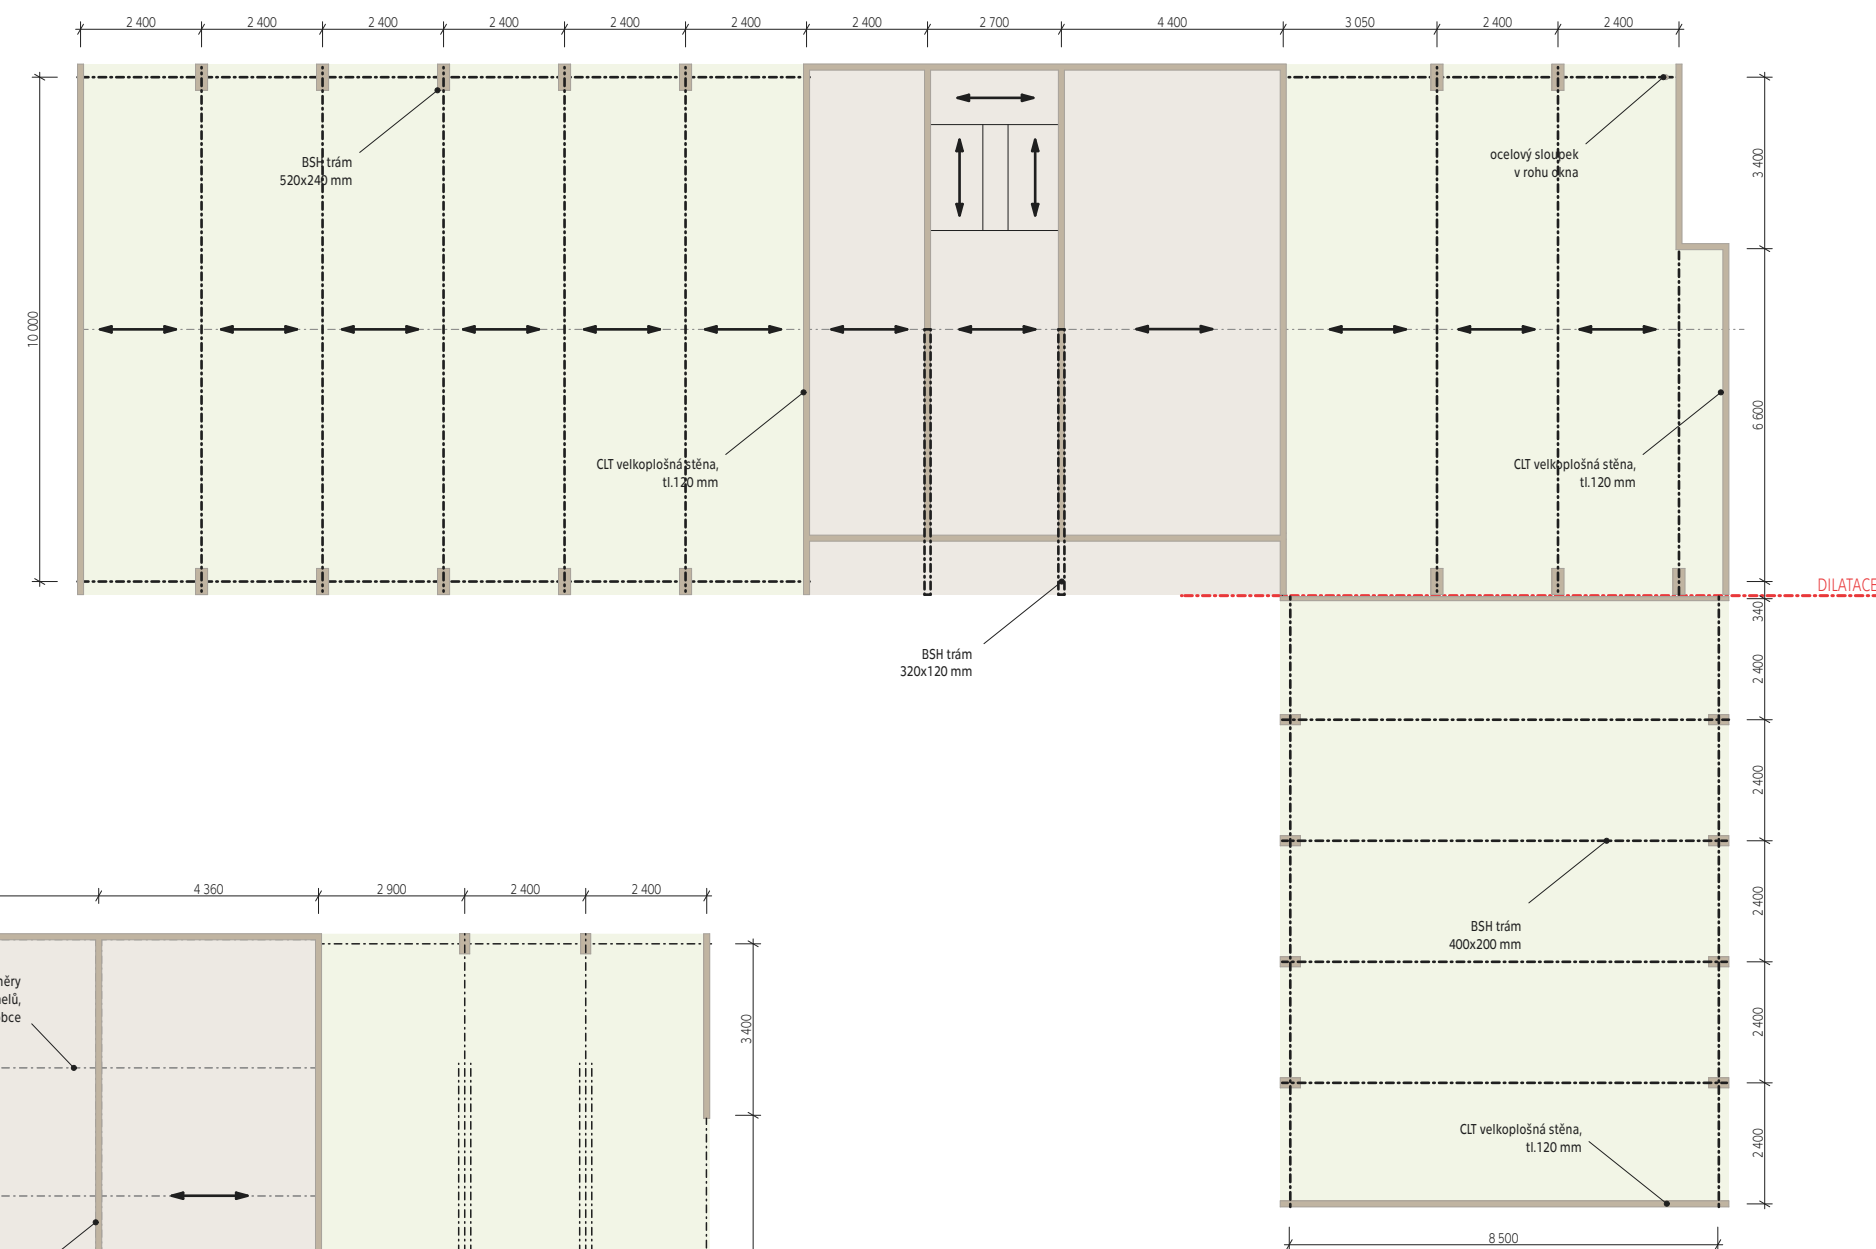 2 400
2 400
2 400
2 400
2 400
2 400
2 400
2 700
4 400
3 050
2 400
2 400
10 000
BSH trám
520x240 mm
ocelový sloupek
v rohu okna
3 400
CLT velkoplošná stěna,
tl.120 mm
CLT velkoplošná stěna,
tl.120 mm
6 600
DILATACE
340
BSH trám
320x120 mm
2 400
2 400
2 400
2 400
2 400
BSH trám
400x200 mm
CLT velkoplošná stěna,
tl.120 mm
8 500
4 360
2 900
2 400
2 400
3 400